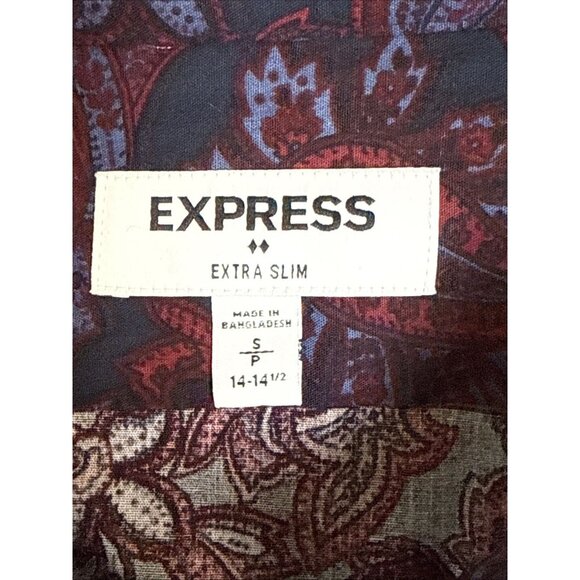 EXPRESS
EXTRA SLIM
MADE IN
BANGLADESH
S
P
14-14 1/2